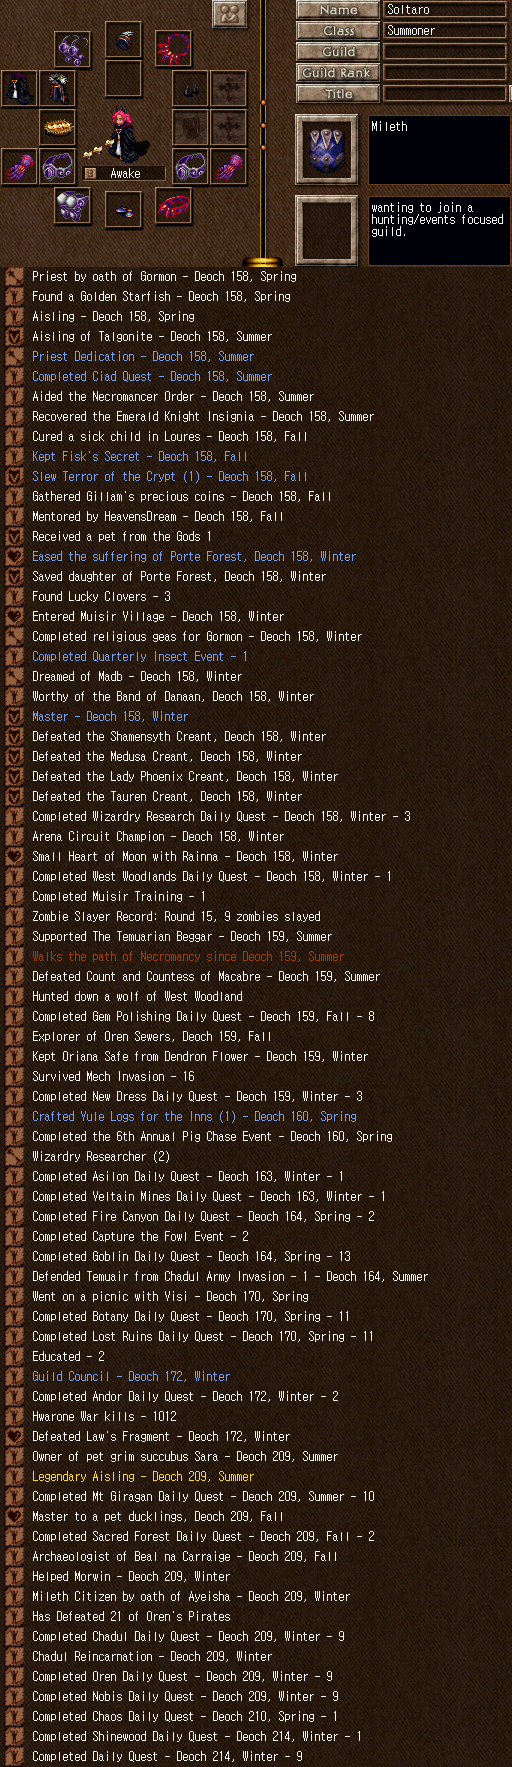 Name Soltaro
Class Summoner
Guild
Guild Rank
Title
Mileth
Awake
wanting to join a
hunting/events focused
guild.
Priest by oath of Gormon - Deoch 158, Spring
Found a Golden Starfish - Deoch 158, Spring
Aisling - Deoch 158, Spring
Aisling of Talgonite - Deoch 158, Summer
Priest Dedication - Deoch 158, Summer
Completed Ciad Quest - Deoch 158, Summer
Aided the Necromancer Order - Deoch 158, Summer
Recovered the Emerald Knight Insignia - Deoch 158, Summer
Cured a sick child in Loures - Deoch 158, Fall
Kept Fisk's Secret - Deoch 158, Fall
Slew Terror of the Crypt (1) - Deoch 158, Fall
Gathered Gillam's precious coins - Deoch 158, Fall
Mentored by HeavensDream - Deoch 158, Fall
Received a pet from the Gods 1
Eased the suffering of Porte Forest, Deoch 158, Winter
Saved daughter of Porte Forest, Deoch 158, Winter
Found Lucky Clovers - 3
Entered Muisir Village - Deoch 158, Winter
Completed religious geas for Gormon - Deoch 158, Winter
Completed Quarterly Insect Event - 1
Dreamed of Madb - Deoch 158, Winter
Worthy of the Band of Danaan, Deoch 158, Winter
Master - Deoch 158, Winter
Defeated the Shamensyth Creant, Deoch 158, Winter
Defeated the Medusa Creant, Deoch 158, Winter
Defeated the Lady Phoenix Creant, Deoch 158, Winter
Defeated the Tauren Creant, Deoch 158, Winter
Completed Wizardry Research Daily Quest - Deoch 158, Winter - 3
Arena Circuit Champion - Deoch 158, Winter
Small Heart of Moon with Rainna - Deoch 158, Winter
Completed West Woodlands Daily Quest - Deoch 158, Winter - 1
Completed Muisir Training - 1
Zombie Slayer Record: Round 15, 9 zombies slayed
Supported The Temuarian Beggar - Deoch 159, Summer
Walks the path of Necromancy since Deoch 159, Summer
Defeated Count and Countess of Macabre - Deoch 159, Summer
Hunted down a wolf of West Woodland
Completed Gem Polishing Daily Quest - Deoch 159, Fall - 8
Explorer of Oren Sewers, Deoch 159, Fall
Kept Oriana Safe from Dendron Flower - Deoch 159, Winter
Survived Mech Invasion - 16
Completed New Dress Daily Quest - Deoch 159, Winter - 3
Crafted Yule Logs for the Inns (1) - Deoch 160, Spring
Completed the 6th Annual Pig Chase Event - Deoch 160, Spring
Wizardry Researcher (2)
Completed Asilon Daily Quest - Deoch 163, Winter - 1
Completed Veltain Mines Daily Quest - Deoch 163, Winter - 1
Completed Fire Canyon Daily Quest - Deoch 164, Spring - 2
Completed Capture the Fowl Event - 2
Completed Goblin Daily Quest - Deoch 164, Spring - 13
Defended Temuair from Chadul Army Invasion - 1 - Deoch 164, Summer
Went on a picnic with Visi - Deoch 170, Spring
Completed Botany Daily Quest - Deoch 170, Spring - 11
Completed Lost Ruins Daily Quest - Deoch 170, Spring - 11
Educated - 2
Guild Council - Deoch 172, Winter
Completed Andor Daily Quest - Deoch 172, Winter - 2
Hwarone War kills - 1012
Defeated Law's Fragment - Deoch 172, Winter
Owner of pet grim succubus Sara - Deoch 209, Summer
Legendary Aisling - Deoch 209, Summer
Completed Mt Giragan Daily Quest - Deoch 209, Summer - 10
Master to a pet ducklings, Deoch 209, Fall
Completed Sacred Forest Daily Quest - Deoch 209, Fall - 2
Archaeologist of Beal na Carraige - Deoch 209, Fall
Helped Morwin - Deoch 209, Winter
Mileth Citizen by oath of Ayeisha - Deoch 209, Winter
Has Defeated 21 of Oren's Pirates
Completed Chadul Daily Quest - Deoch 209, Winter - 9
Chadul Reincarnation - Deoch 209, Winter
Completed Oren Daily Quest - Deoch 209, Winter - 9
Completed Nobis Daily Quest - Deoch 209, Winter - 9
Completed Chaos Daily Quest - Deoch 210, Spring - 1
Completed Shinewood Daily Quest - Deoch 214, Winter - 1
Completed Daily Quest - Deoch 214, Winter - 9